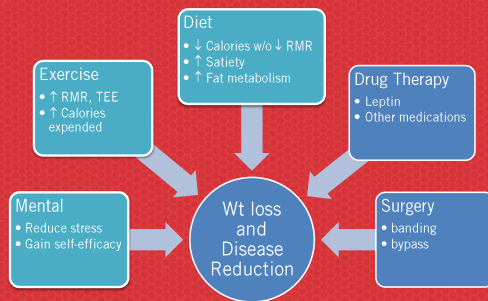 Diet
• ↓ Calories w/o ↓ RMR
• ↑ Satiety
• ↑ Fat metabolism
Exercise
• ↑ RMR, TEE
• ↑ Calories
expended
Drug Therapy
• Leptin
• Other medications
Mental
• Reduce stress
• Gain self-efficacy
Wt loss
and
Disease
Reduction
Surgery
• banding
• bypass